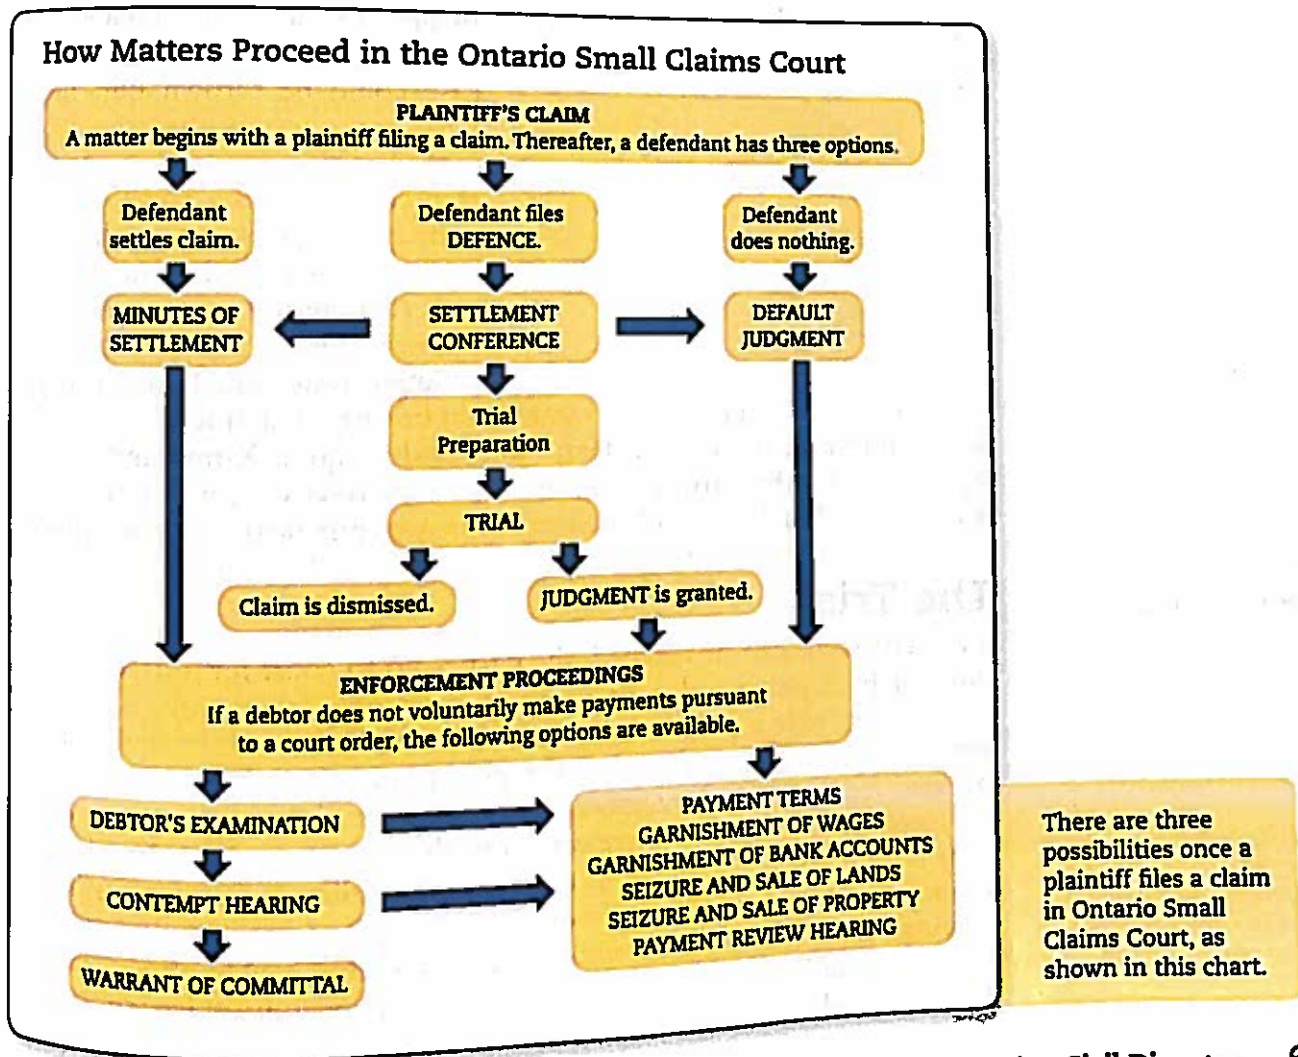 How Matters Proceed in the Ontario Small Claims Court
PLAINTIFF'S CLAIM
A matter begins with a plaintiff filing a claim. Thereafter, a defendant has three options.
Defendant
settles claim.
Defendant files
DEFENCE.
Defendant
does nothing.
MINUTES OF
SETTLEMENT
SETTLEMENT
CONFERENCE
DEFAULT
JUDGMENT
Trial
Preparation
TRIAL
Claim is dismissed.
JUDGMENT is granted.
ENFORCEMENT PROCEEDINGS
If a debtor does not voluntarily make payments pursuant
to a court order, the following options are available.
DEBTOR'S EXAMINATION
CONTEMPT HEARING
WARRANT OF COMMITTAL
PAYMENT TERMS
GARNISHMENT OF WAGES
GARNISHMENT OF BANK ACCOUNTS
SEIZURE AND SALE OF LANDS
SEIZURE AND SALE OF PROPERTY
PAYMENT REVIEW HEARING
There are three
possibilities once a
plaintiff files a claim
in Ontario Small
Claims Court, as
shown in this chart.
Civil